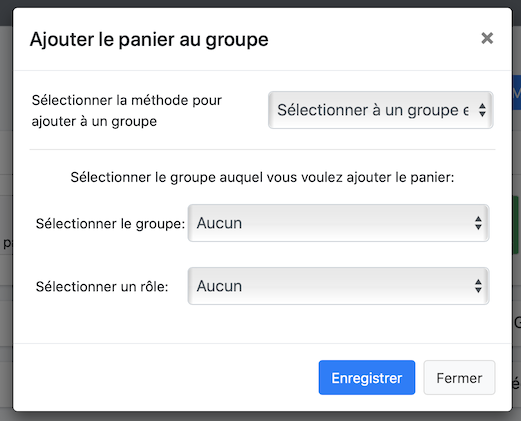 Ajouter le panier au groupe
×
Sélectionner la méthode pour
ajouter à un groupe
Sélectionner à un groupe e
Sélectionner le groupe auquel vous voulez ajouter le panier:
Sélectionner le groupe:
Aucun
Sélectionner un rôle:
Aucun
Enregistrer
Fermer